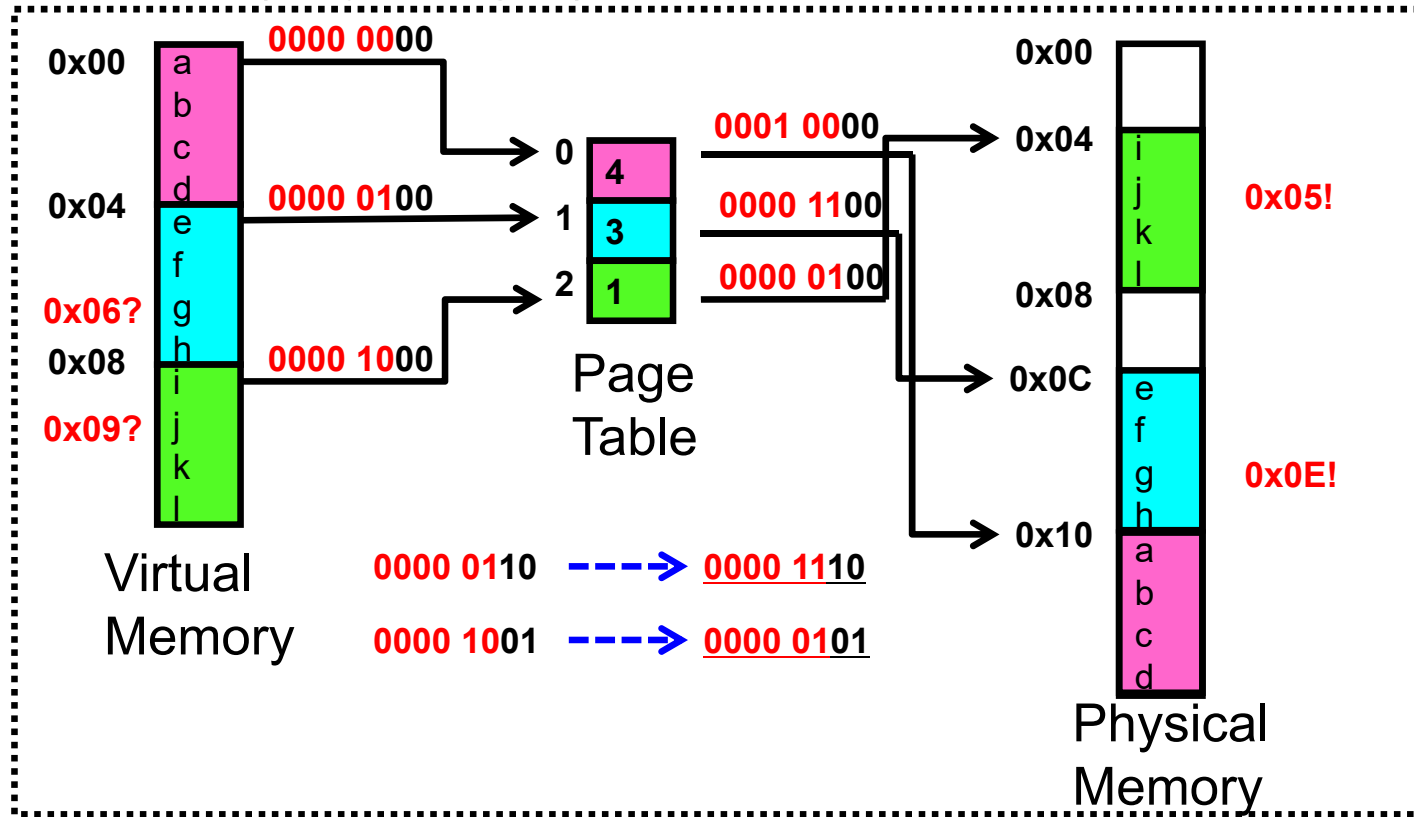 0000 0000
0x00
a
b
c
d
0x04
0000 0100
e
f
0x06?
g
h
0x08
0000 1000
i
0x09?
j
k
l
Virtual
Memory
0
4
1
3
2
1
Page
Table
0001 0000
0000 1100
0000 0100
0000 0110
0000 1110
0000 1001
0000 0101
0x00
0x04
i
j
0x05!
k
l
0x08
0x0C
e
f
g
0x0E!
h
0x10
a
b
c
d
Physical
Memory